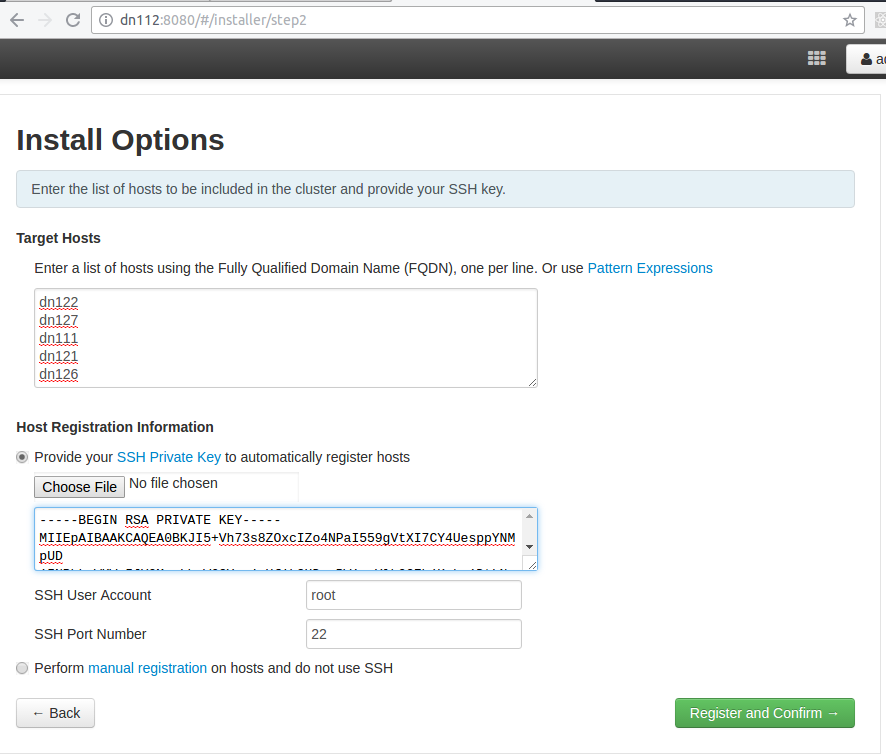 dn112:8080/#/installer/step2
ad
Install Options
Enter the list of hosts to be included in the cluster and provide your SSH key.
Target Hosts
Enter a list of hosts using the Fully Qualified Domain Name (FQDN), one per line. Or use Pattern Expressions
dn122
dn127
dn111
dn121
dn126
Host Registration Information
Provide your SSH Private Key to automatically register hosts
Choose File No file chosen
-----BEGIN RSA PRIVATE KEY-----
MIIEpAIBAAKCAQEA0BKJI5+Vh73s8ZOxcIZo4NPaI559gVtXI7CY4UesppYNM
pUD
SSH User Account root
SSH Port Number 22
Perform manual registration on hosts and do not use SSH
← Back
Register and Confirm →